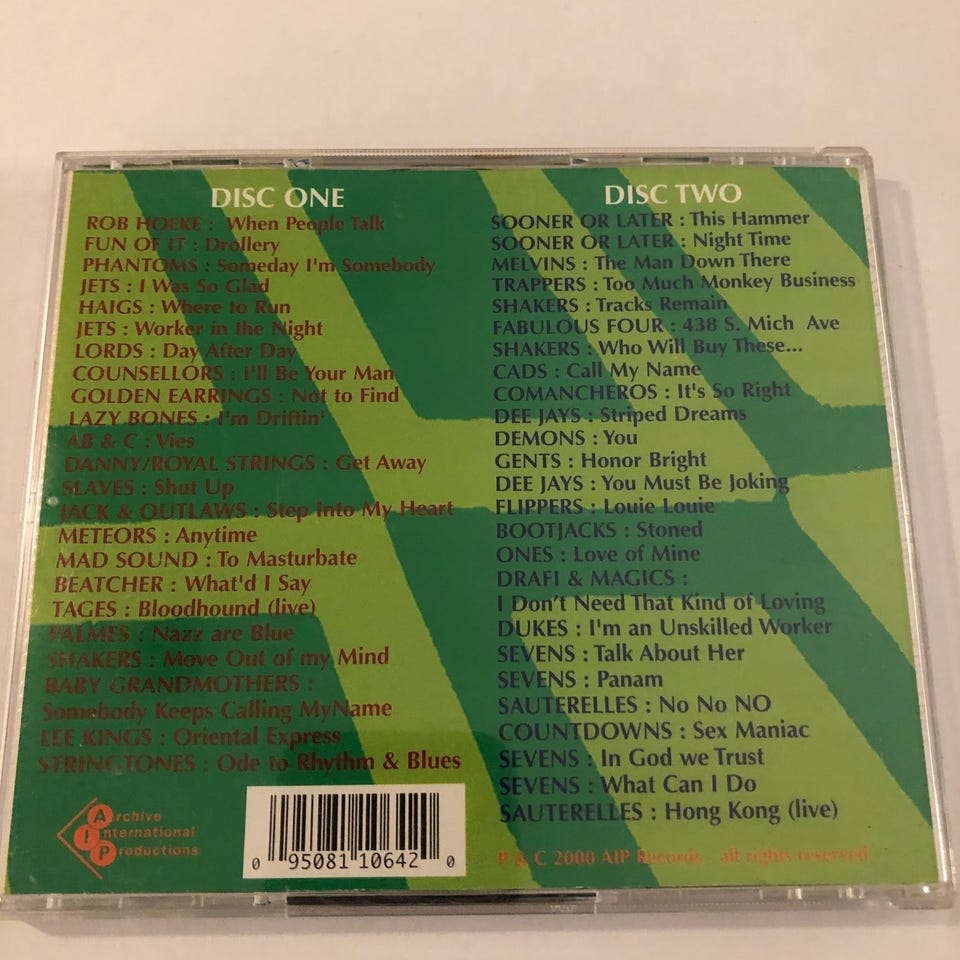 DISC ONE
ROB HOEKE : When People Talk
FUN OF IT : Drollery
PHANTOMS : Someday I'm Somebody
JETS : I Was So Glad
HAIGS : Where to Run
JETS : Worker in the Night
LORDS : Day After Day
COUNSELLORS : I'll Be Your Man
GOLDEN EARRINGS : Not to Find
LAZY BONES : I'm Driftin'
AB & C : Vies
DANNY/ROYAL STRINGS : Get Away
SLAVES : Shut Up
JACK & OUTLAWS : Step Into My Heart
METEORS : Anytime
MAD SOUND : To Masturbate
BEATCHER : What'd I Say
TAGES : Bloodhound (live)
PALMES : Nazz are Blue
SHAKERS : Move Out of my Mind
BABY GRANDMOTHERS :
Somebody Keeps Calling MyName
LEE KINGS : Oriental Express
STRINGTONES : Ode to Rhythm & Blues
Archive
International
Productions
0 95081 10642 0
DISC TWO
SOONER OR LATER : This Hammer
SOONER OR LATER : Night Time
MELVINS : The Man Down There
TRAPPERS : Too Much Monkey Business
SHAKERS : Tracks Remain
FABULOUS FOUR : 438 S. Mich Ave
SHAKERS : Who Will Buy These...
CADS : Call My Name
COMANCHEROS : It's So Right
DEE JAYS : Striped Dreams
DEMONS : You
GENTS : Honor Bright
DEE JAYS : You Must Be Joking
FLIPPERS : Louie Louie
BOOTJACKS : Stoned
ONES : Love of Mine
DRAFI & MAGICS :
I Don't Need That Kind of Loving
DUKES : I'm an Unskilled Worker
SEVENS : Talk About Her
SEVENS : Panam
SAUTERELLES : No No NO
COUNTDOWNS : Sex Maniac
SEVENS : In God we Trust
SEVENS : What Can I Do
SAUTERELLES : Hong Kong (live)
P & C 2000 AIP Records all rights reserved